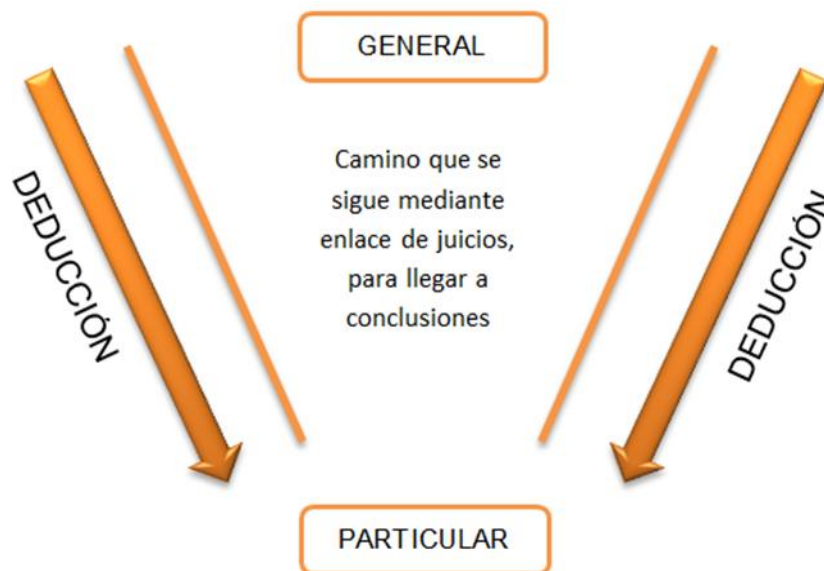 GENERAL
Camino que se
sigue mediante
enlace de juicios,
para llegar a
conclusiones
DEDUCCIÓN
DEDUCCIÓN
PARTICULAR